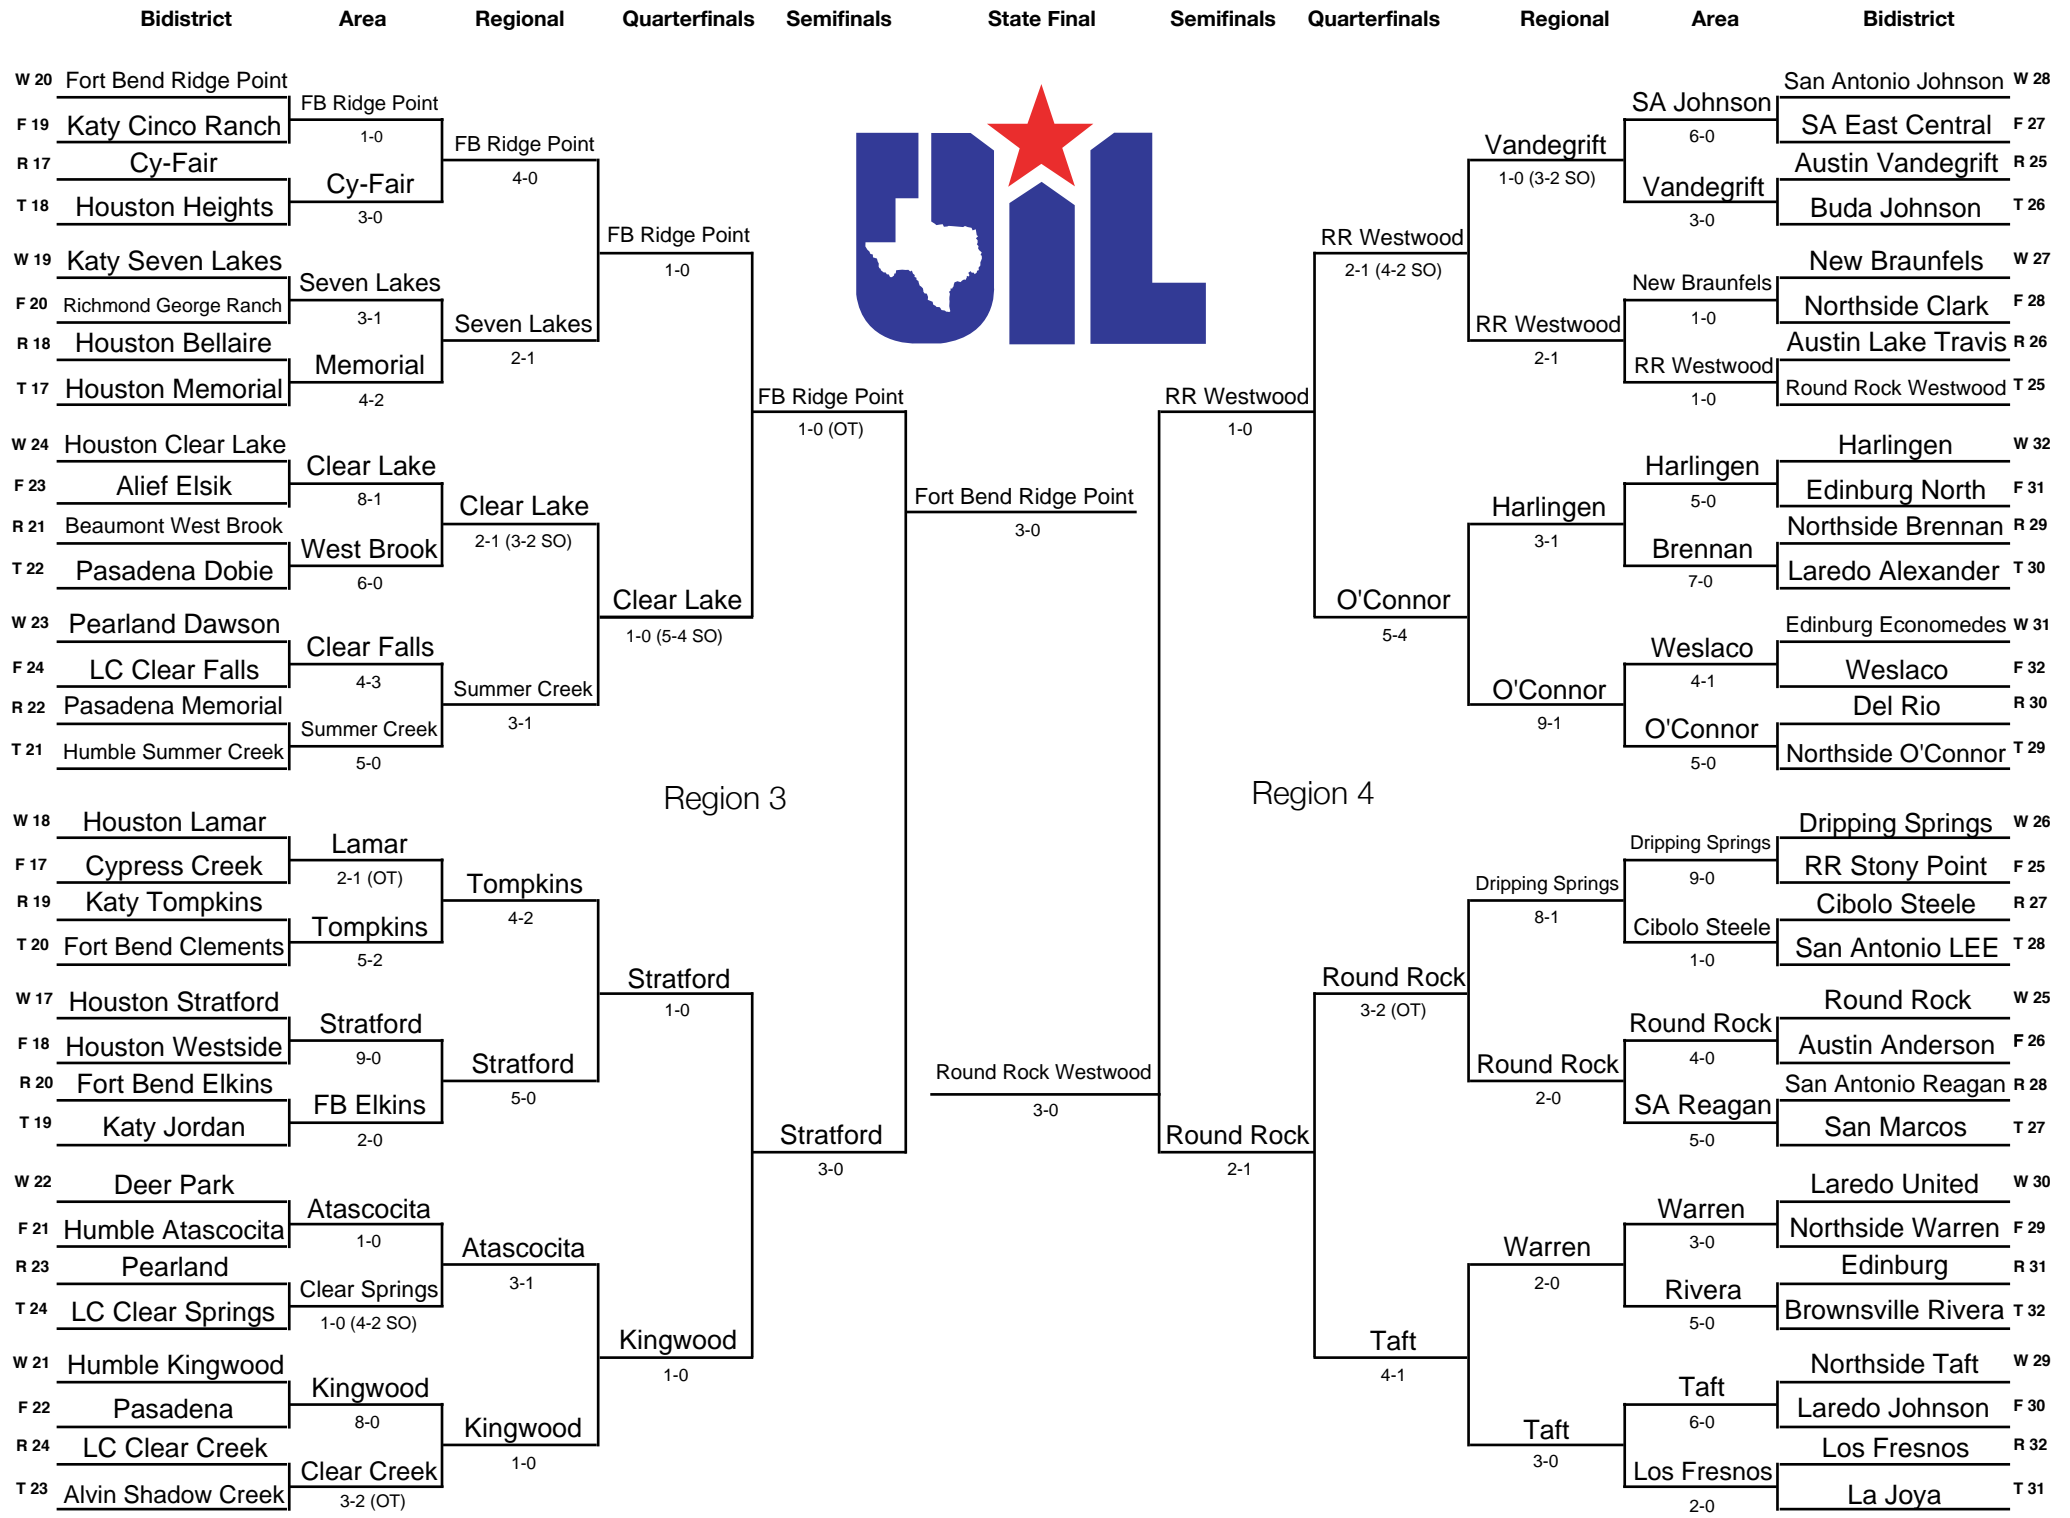 Bidistrict Area Regional Quarterfinals Semifinals State Final Semifinals Quarterfinals Regional Area Bidistrict
W 20 Fort Bend Ridge Point
FB Ridge Point
F 19 Katy Cinco Ranch
1-0
FB Ridge Point
4-0
R 17 Cy-Fair
Cy-Fair
T 18 Houston Heights
3-0
FB Ridge Point
1-0
W 19 Katy Seven Lakes
Seven Lakes
F 20 Richmond George Ranch
3-1
Seven Lakes
2-1
R 18 Houston Bellaire
Memorial
T 17 Houston Memorial
4-2
FB Ridge Point
1-0 (OT)
W 24 Houston Clear Lake
Clear Lake
F 23 Alief Elsik
8-1
Clear Lake
2-1 (3-2 SO)
R 21 Beaumont West Brook
West Brook
T 22 Pasadena Dobie
6-0
Clear Lake
1-0 (5-4 SO)
W 23 Pearland Dawson
Clear Falls
F 24 LC Clear Falls
4-3
Summer Creek
3-1
R 22 Pasadena Memorial
Summer Creek
T 21 Humble Summer Creek
5-0
Region 3
Fort Bend Ridge Point
3-0
W 18 Houston Lamar
Lamar
F 17 Cypress Creek
2-1 (OT)
Tompkins
4-2
R 19 Katy Tompkins
Tompkins
T 20 Fort Bend Clements
5-2
Stratford
1-0
W 17 Houston Stratford
Stratford
F 18 Houston Westside
9-0
Stratford
5-0
R 20 Fort Bend Elkins
FB Elkins
T 19 Katy Jordan
2-0
Stratford
3-0
W 22 Deer Park
Atascocita
F 21 Humble Atascocita
1-0
Atascocita
3-1
R 23 Pearland
Clear Springs
T 24 LC Clear Springs
1-0 (4-2 SO)
Kingwood
1-0
W 21 Humble Kingwood
Kingwood
F 22 Pasadena
8-0
Kingwood
1-0
R 24 LC Clear Creek
Clear Creek
T 23 Alvin Shadow Creek
3-2 (OT)
UIL
San Antonio Johnson W 28
SA Johnson
SA East Central F 27
6-0
Vandegrift
1-0 (3-2 SO)
Austin Vandegrift R 25
Vandegrift
Buda Johnson T 26
3-0
RR Westwood
2-1 (4-2 SO)
New Braunfels W 27
New Braunfels
Northside Clark F 28
1-0
RR Westwood
2-1
Austin Lake Travis R 26
RR Westwood
Round Rock Westwood T 25
1-0
RR Westwood
1-0
Harlingen W 32
Harlingen
Edinburg North F 31
5-0
Harlingen
3-1
Northside Brennan R 29
Brennan
Laredo Alexander T 30
7-0
O'Connor
5-4
Edinburg Economedes W 31
Weslaco
Weslaco F 32
4-1
O'Connor
9-1
Del Rio R 30
O'Connor
Northside O'Connor T 29
5-0
Region 4
Round Rock Westwood
3-0
Dripping Springs W 26
Dripping Springs
RR Stony Point F 25
9-0
Dripping Springs
8-1
Cibolo Steele R 27
Cibolo Steele
San Antonio LEE T 28
1-0
Round Rock
3-2 (OT)
Round Rock W 25
Round Rock
Austin Anderson F 26
4-0
Round Rock
2-0
San Antonio Reagan R 28
SA Reagan
San Marcos T 27
5-0
Round Rock
2-1
Laredo United W 30
Warren
Northside Warren F 29
3-0
Warren
2-0
Edinburg R 31
Rivera
Brownsville Rivera T 32
5-0
Taft
4-1
Northside Taft W 29
Taft
Laredo Johnson F 30
6-0
Taft
3-0
Los Fresnos R 32
Los Fresnos
La Joya T 31
2-0